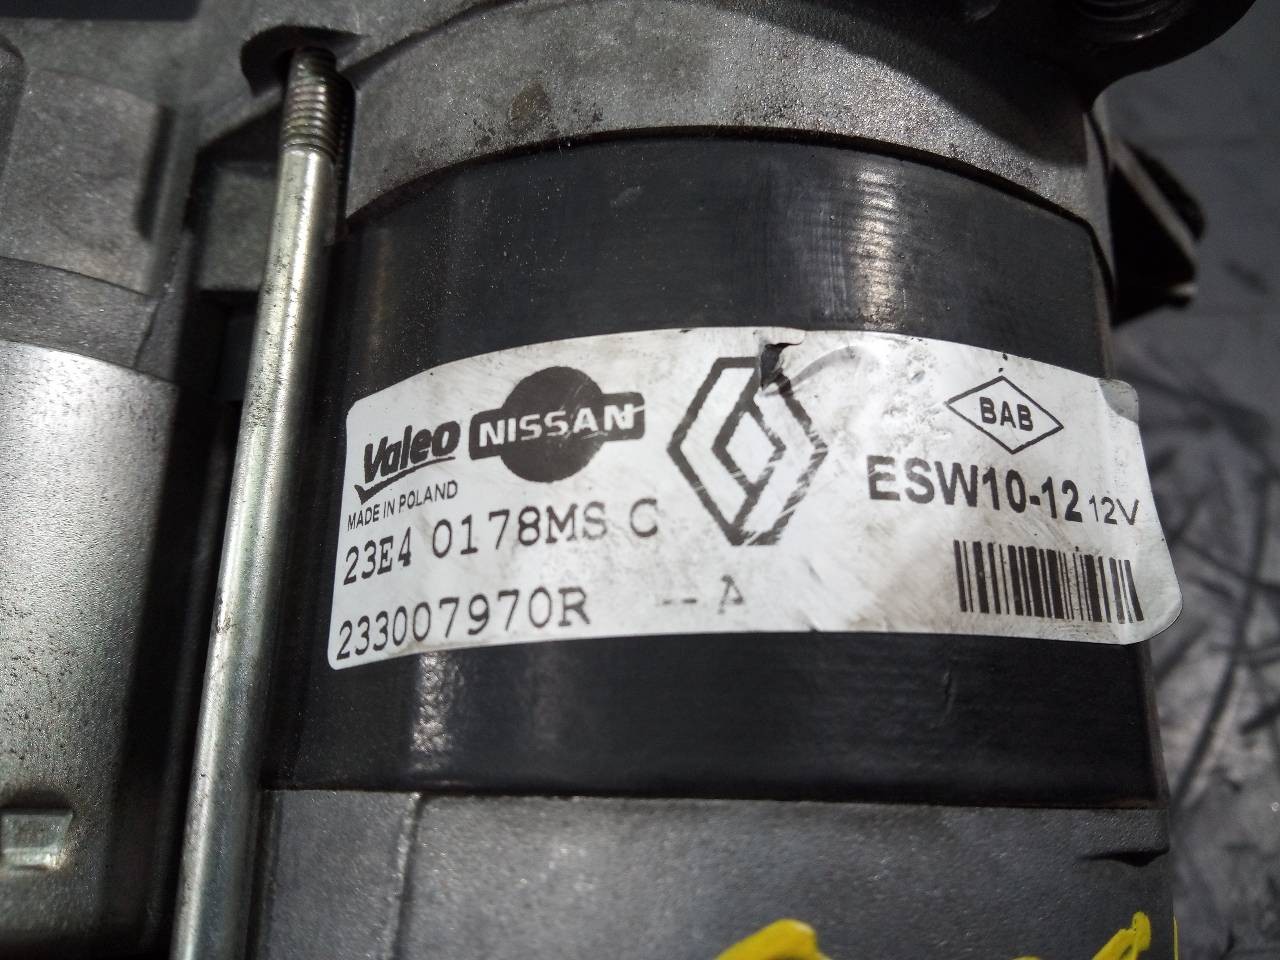 Valeo NISSAN
MADE IN POLAND
23E4 0178MS C
233007970R --A
BAB
ESW10-12 12V